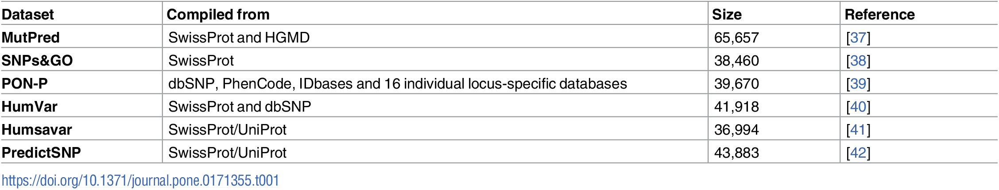 Dataset Compiled from Size Reference
MutPred SwissProt and HGMD 65,657 [37]
SNPs&GO SwissProt 38,460 [38]
PON-P dbSNP, PhenCode, IDbases and 16 individual locus-specific databases 39,670 [39]
HumVar SwissProt and dbSNP 41,918 [40]
Humsavar SwissProt/UniProt 36,994 [41]
PredictSNP SwissProt/UniProt 43,883 [42]
https://doi.org/10.1371/journal.pone.0171355.t001